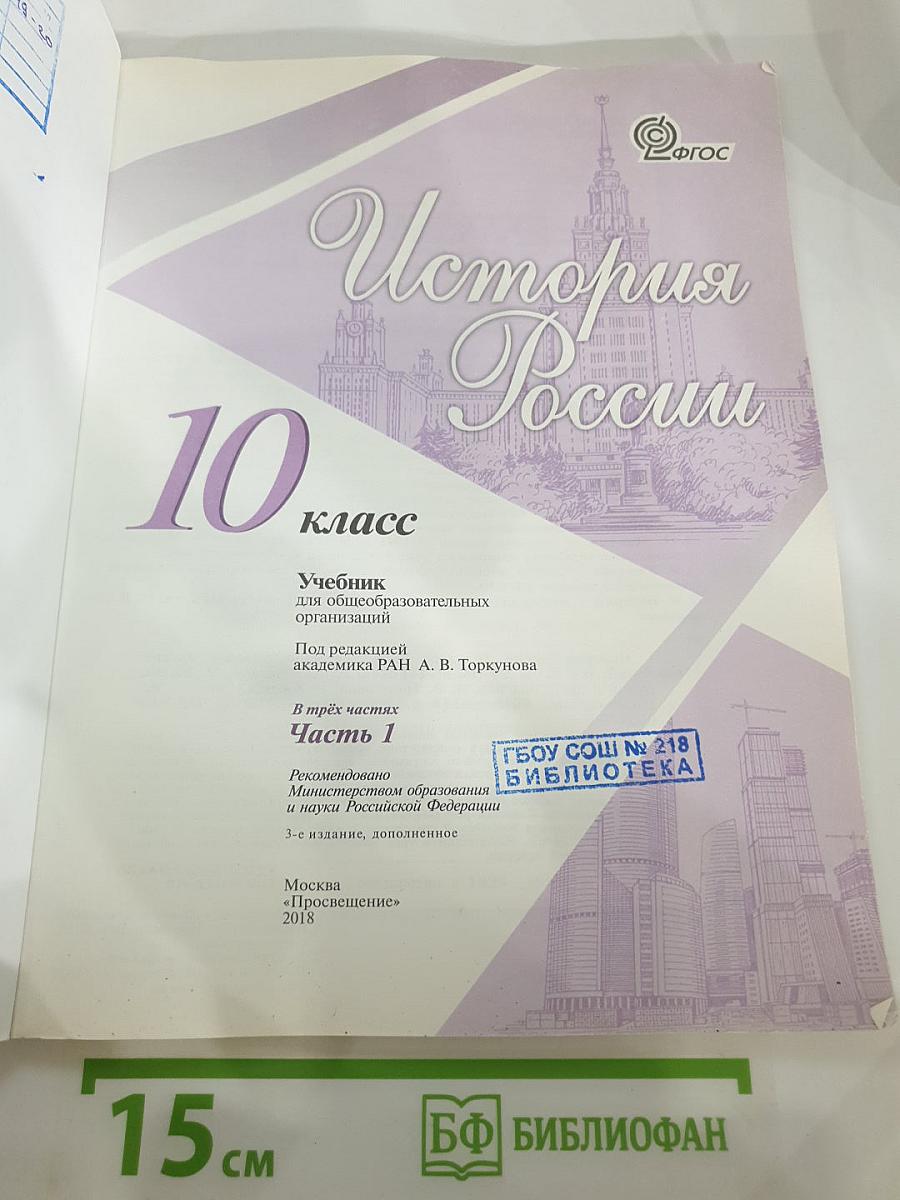 ФГОС
История
России
10 класс
Учебник
для общеобразовательных
организаций
Под редакцией
академика РАН А. В. Торкунова
В трёх частях
Часть 1
ГБОУ СОШ № 218
БИБЛИОТЕКА
Рекомендовано
Министерством образования
и науки Российской Федерации
3-е издание, дополненное
Москва
«Просвещение»
2018
15 см
БФ БИБЛИОФАН